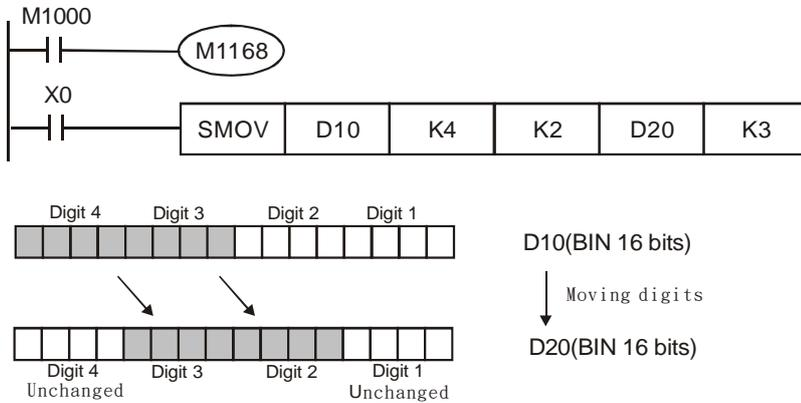 M1000
M1168
X0
SMOV D10 K4 K2 D20 K3
Digit 4 Digit 3 Digit 2 Digit 1
D10(BIN 16 bits)
Moving digits
D20(BIN 16 bits)
Digit 4 Digit 3 Digit 2 Digit 1
Unchanged Unchanged